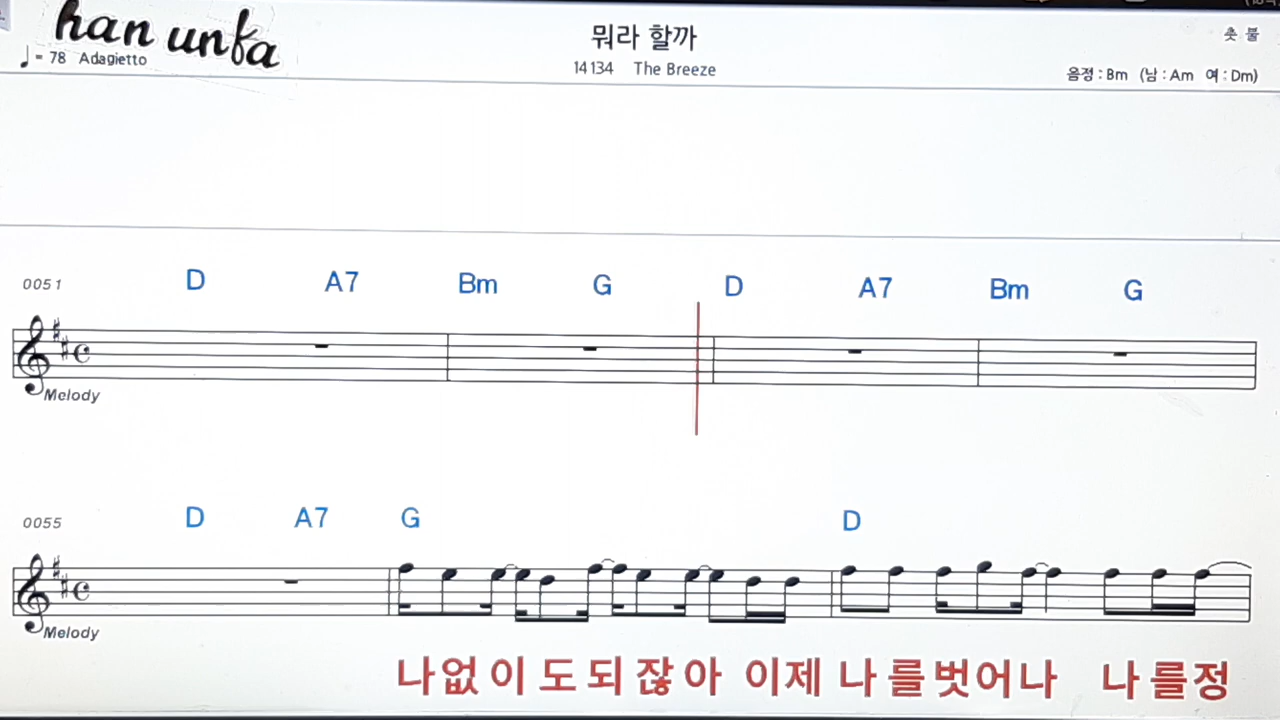 han unfa
뭐라 할까
촛 불
♩= 78 Adagietto
14134 The Breeze
음정 : Bm (남 : Am 여 : Dm)
0051 D A7 Bm G D A7 Bm G
Melody
0055 D A7 G D
Melody
나없이도되잖아 이제 나를벗어나 나를정